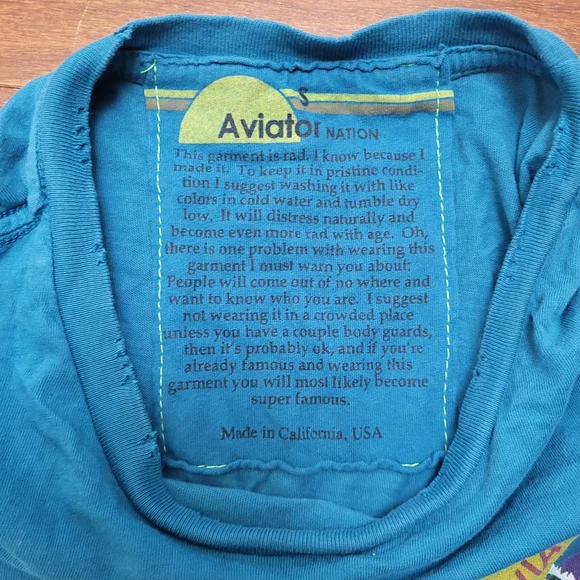 S
Aviator NATION
This garment is rad. I know because I
made it. To keep it in pristine condi-
tion I suggest washing it with like
colors in cold water and tumble dry
low. It will distress naturally and
become even more rad with age. Oh,
there is one problem with wearing this
garment I must warn you about:
People will come out of no where and
want to know who you are. I suggest
not wearing it in a crowded place
unless you have a couple body guards,
then it's probably ok, and if you're
already famous and wearing this
garment you will most likely become
super famous.
Made in California, USA